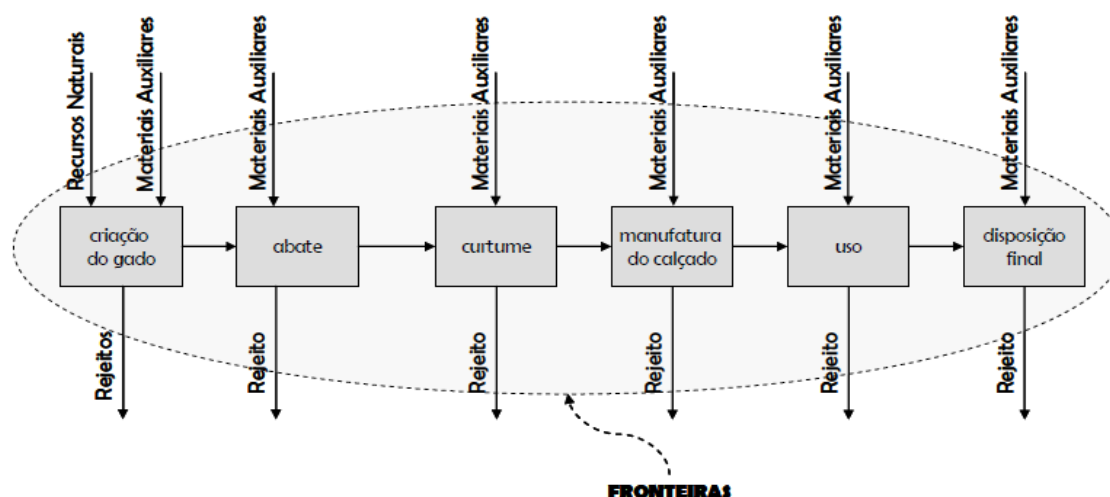 Recursos Naturais
Materiais Auxiliares
Materiais Auxiliares
Materiais Auxiliares
Materiais Auxiliares
Materiais Auxiliares
Materiais Auxiliares
criação
do gado
abate
curtume
manufatura
do calçado
uso
disposição
final
Rejeitos
Rejeito
Rejeito
Rejeito
Rejeito
Rejeito
FRONTEIRAS